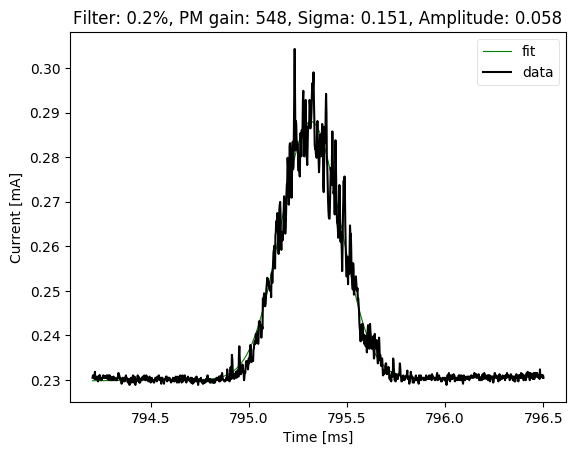 Filter: 0.2%, PM gain: 548, Sigma: 0.151, Amplitude: 0.058
fit
data
0.30
0.29
0.28
0.27
0.26
0.25
0.24
0.23
Current [mA]
794.5 795.0 795.5 796.0 796.5
Time [ms]